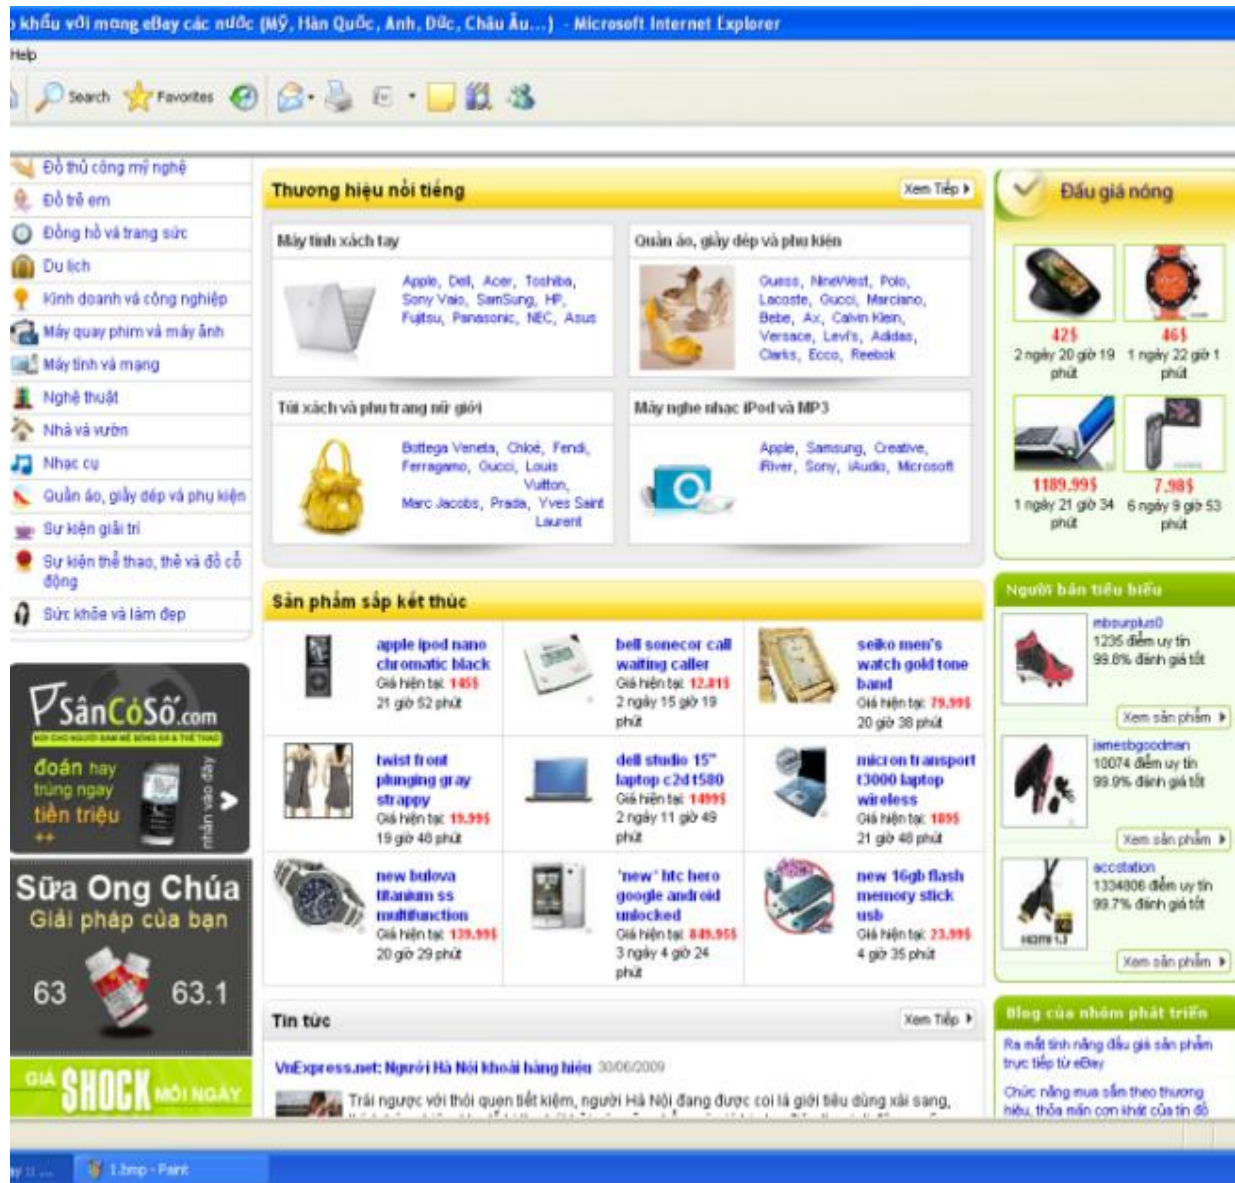 khẩu với mạng eBay các nước (Mỹ, Hàn Quốc, Anh, Đức, Châu Âu...) - Microsoft Internet Explorer
Help
Search Favorites
Đồ thủ công mỹ nghệ
Đồ trẻ em
Đồng hồ và trang sức
Du lịch
Kinh doanh và công nghiệp
Máy quay phim và máy ảnh
Máy tính và mạng
Nghệ thuật
Nhà và vườn
Nhạc cụ
Quần áo, giầy dép và phụ kiện
Sự kiện giải trí
Sự kiện thể thao, thẻ và đồ cổ
động
Sức khỏe và làm đẹp
SânCỏSố.com
đoán hay
trúng ngay
tiền triệu
++
nhấn vào đây
Sữa Ong Chúa
Giải pháp của bạn
63 63.1
GIÁ SHOCK MỖI NGÀY
Thương hiệu nổi tiếng
Xem Tiếp
Máy tính xách tay
Apple, Dell, Acer, Toshiba,
Sony Vaio, SamSung, HP,
Fujitsu, Panasonic, NEC, Asus
Quần áo, giầy dép và phụ kiện
Guess, NineWest, Polo,
Lacoste, Gucci, Marciano,
Bebe, Ax, Calvin Klein,
Versace, Levi's, Adidas,
Clarks, Ecco, Reebok
Túi xách và phụ trang nữ giới
Bottega Veneta, Chloé, Fendi,
Ferragamo, Gucci, Louis
Vuitton,
Marc Jacobs, Prada, Yves Saint
Laurent
Máy nghe nhạc iPod và MP3
Apple, Samsung, Creative,
iRiver, Sony, iAudio, Microsoft
Sản phẩm sắp kết thúc
apple ipod nano
chromatic black
Giá hiện tại: 145$
21 giờ 52 phút
bell sonecor call
waiting caller
Giá hiện tại: 12.81$
2 ngày 15 giờ 19
phút
seiko men's
watch gold tone
band
Giá hiện tại: 79.99$
20 giờ 38 phút
twist front
plunging gray
strappy
Giá hiện tại: 19.99$
19 giờ 48 phút
dell studio 15"
laptop c2d t580
Giá hiện tại: 149$
2 ngày 11 giờ 49
phút
micron transport
t3000 laptop
wireless
Giá hiện tại: 189$
21 giờ 48 phút
new bulova
titanium ss
multifunction
Giá hiện tại: 139.99$
20 giờ 29 phút
'new' htc hero
google android
unlocked
Giá hiện tại: 849.95$
3 ngày 4 giờ 24
phút
new 16gb flash
memory stick
usb
Giá hiện tại: 23.99$
4 giờ 35 phút
Tin tức
Xem Tiếp
VnExpress.net: Người Hà Nội khoái hàng hiệu 30/06/2009
Trái ngược với thói quen tiết kiệm, người Hà Nội đang được coi là giới tiêu dùng xài sang,
Đấu giá nóng
42$
2 ngày 20 giờ 19
phút
46$
1 ngày 22 giờ 1
phút
1189.99$
1 ngày 21 giờ 34
phút
7.98$
6 ngày 9 giờ 53
phút
Người bán tiêu biểu
mbourplus0
1235 điểm uy tín
99.8% đánh giá tốt
Xem sản phẩm
jamesbgoodman
10074 điểm uy tín
99.9% đánh giá tốt
Xem sản phẩm
accstation
1334806 điểm uy tín
99.7% đánh giá tốt
HDMI 1.3
Xem sản phẩm
Blog của nhóm phát triển
Ra mắt tính năng đấu giá sản phẩm
trực tiếp từ eBay
Chức năng mua sắm theo thương
hiệu, thỏa mãn cơn khát của tín đồ
1.bmp - Paint